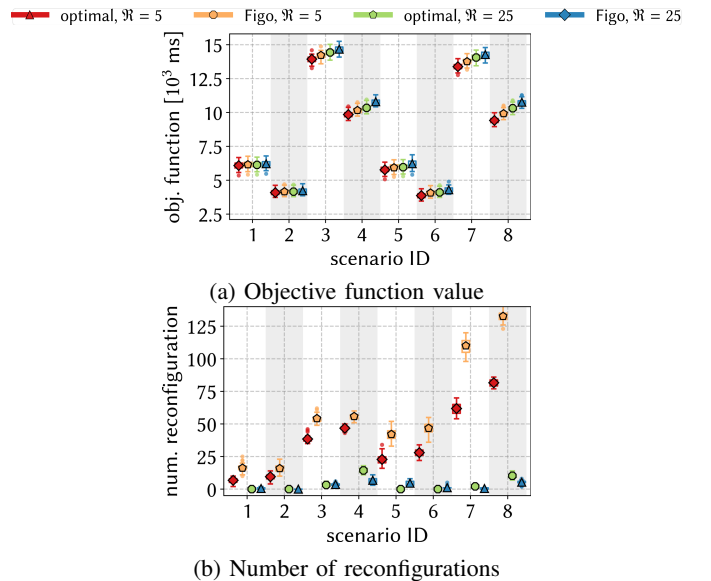 optimal, ℜ = 5 Figo, ℜ = 5 optimal, ℜ = 25 Figo, ℜ = 25
obj. function [10³ ms]
15
12.5
10
7.5
5
2.5
1 2 3 4 5 6 7 8
scenario ID
(a) Objective function value
num. reconfiguration
125
100
75
50
25
0
1 2 3 4 5 6 7 8
scenario ID
(b) Number of reconfigurations